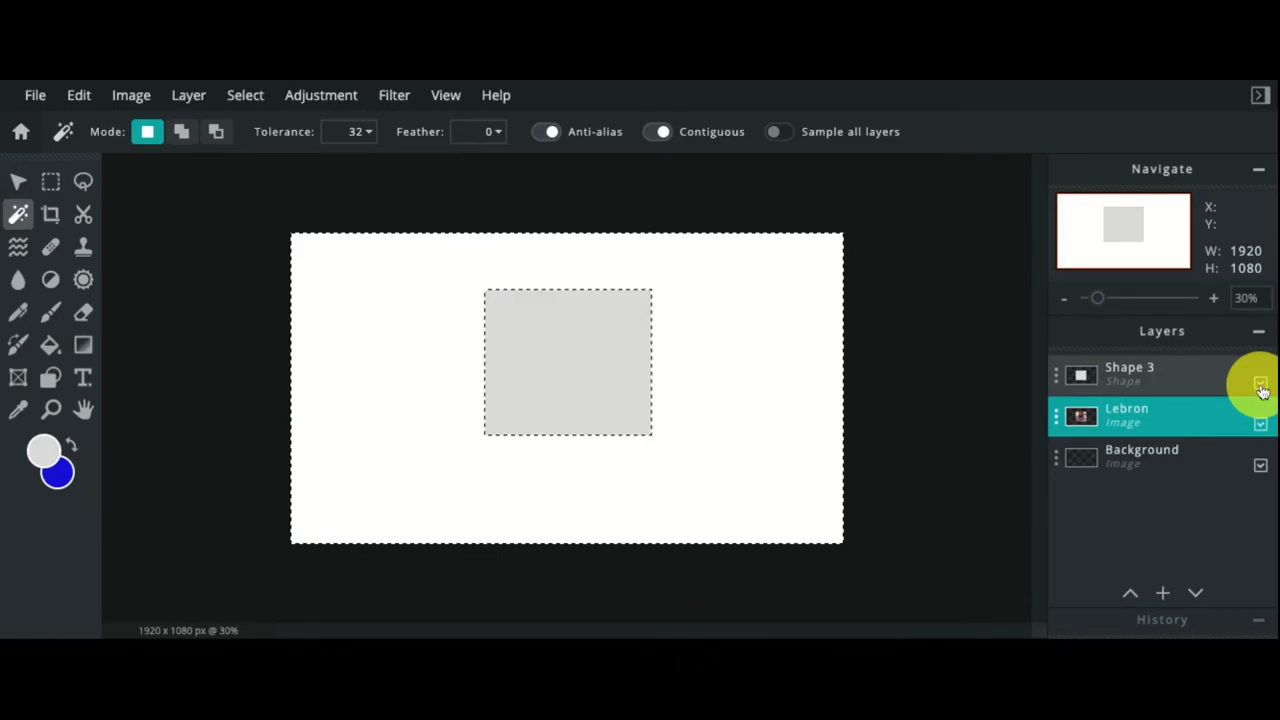 File Edit Image Layer Select Adjustment Filter View Help
Mode: Tolerance: 32 Feather: 0 Anti-alias Contiguous Sample all layers
Navigate
X:
Y:
W: 1920
H: 1080
- + 30%
Layers
Shape 3
Shape
Lebron
Image
Background
Image
History
1920 x 1080 px @ 30%